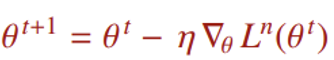 θ^{t+1} = θ^t − η ∇_θ L^n(θ^t)